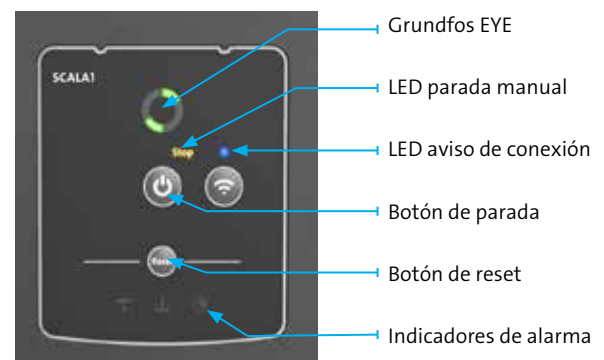 Grundfos EYE
SCALA1
LED parada manual
Stop
LED aviso de conexión
Botón de parada
Reset
Botón de reset
Indicadores de alarma